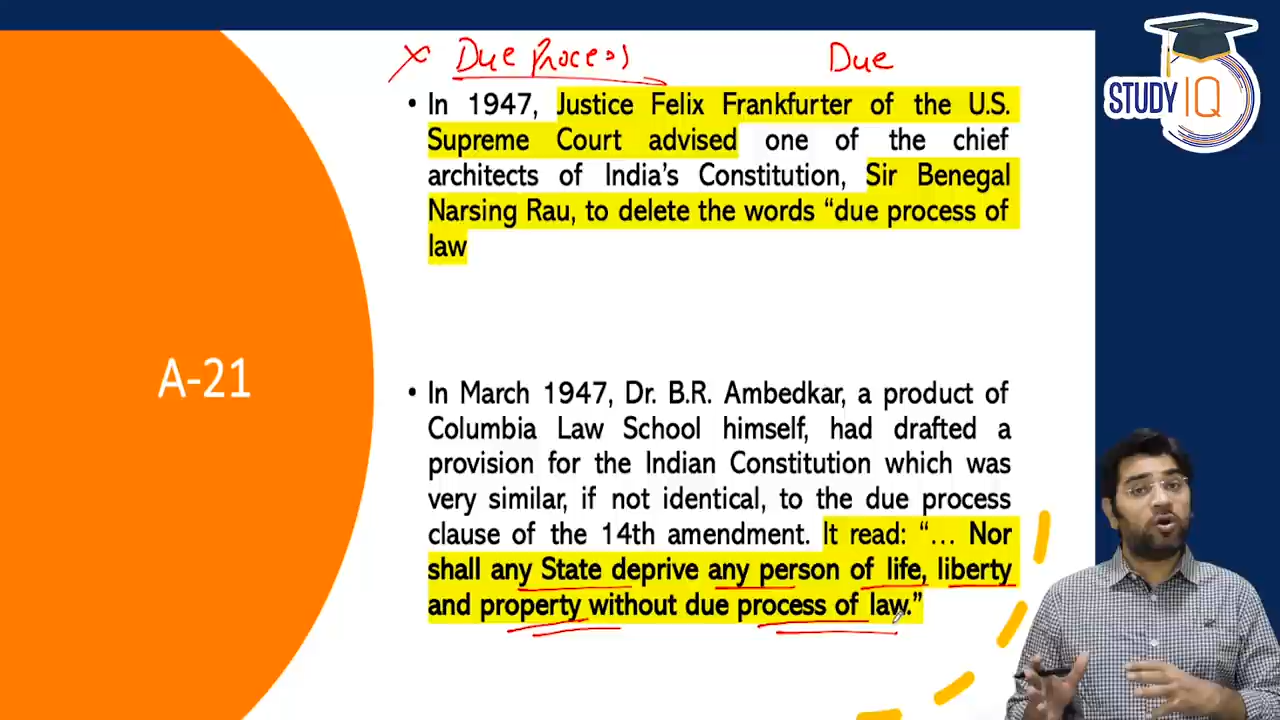 × Due Process Due
• In 1947, Justice Felix Frankfurter of the U.S.
Supreme Court advised one of the chief
architects of India’s Constitution, Sir Benegal
Narsing Rau, to delete the words “due process of
law
A-21
• In March 1947, Dr. B.R. Ambedkar, a product of
Columbia Law School himself, had drafted a
provision for the Indian Constitution which was
very similar, if not identical, to the due process
clause of the 14th amendment. It read: “… Nor
shall any State deprive any person of life, liberty
and property without due process of law.”
STUDY IQ